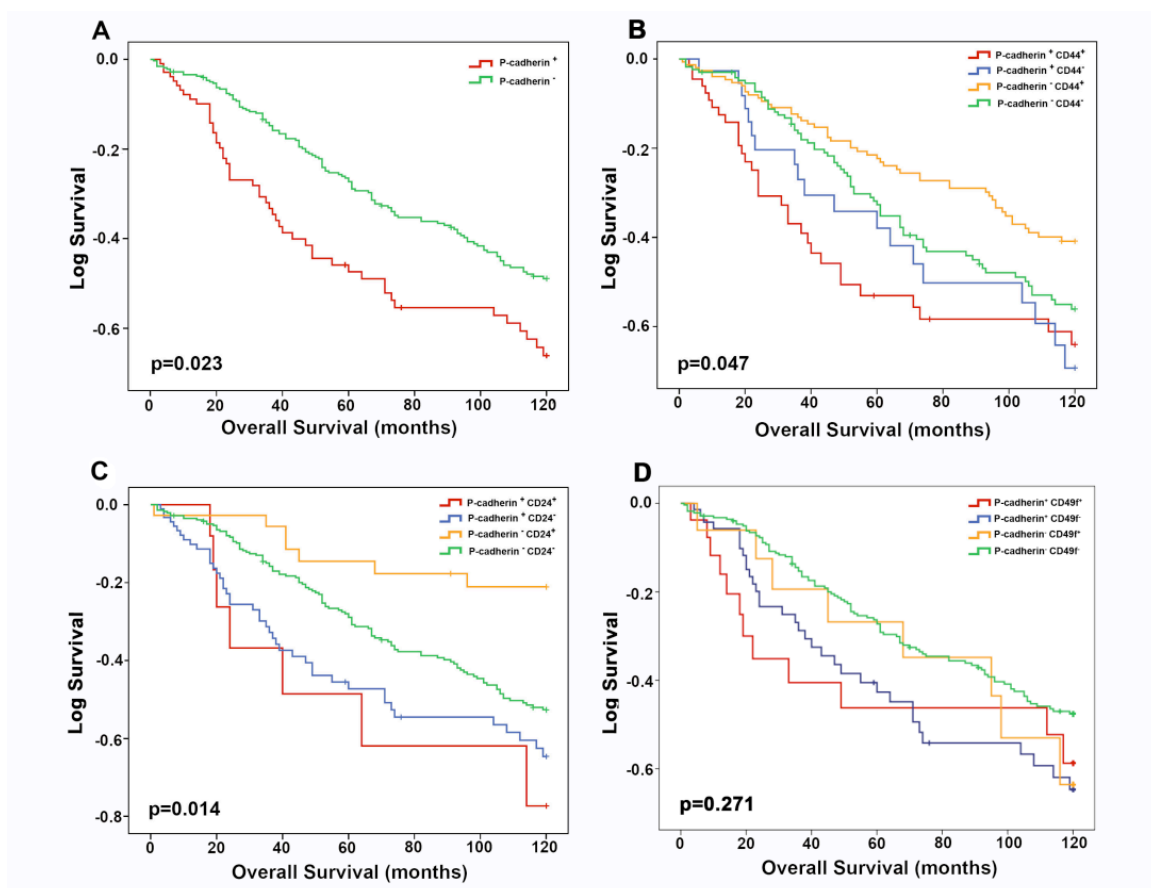 A
P-cadherin +
P-cadherin -
0.0
-0.2
-0.4
-0.6
Log Survival
p=0.023
0 20 40 60 80 100 120
Overall Survival (months)
B
P-cadherin + CD44+
P-cadherin + CD44-
P-cadherin - CD44+
P-cadherin - CD44-
0.0
-0.2
-0.4
-0.6
Log Survival
p=0.047
0 20 40 60 80 100 120
Overall Survival (months)
C
P-cadherin + CD24+
P-cadherin + CD24-
P-cadherin - CD24+
P-cadherin - CD24-
0.0
-0.2
-0.4
-0.6
-0.8
Log Survival
p=0.014
0 20 40 60 80 100 120
Overall Survival (months)
D
P-cadherin+ CD49f+
P-cadherin+ CD49f-
P-cadherin- CD49f+
P-cadherin- CD49f-
0.0
-0.2
-0.4
-0.6
Log Survival
p=0.271
0 20 40 60 80 100 120
Overall Survival (months)